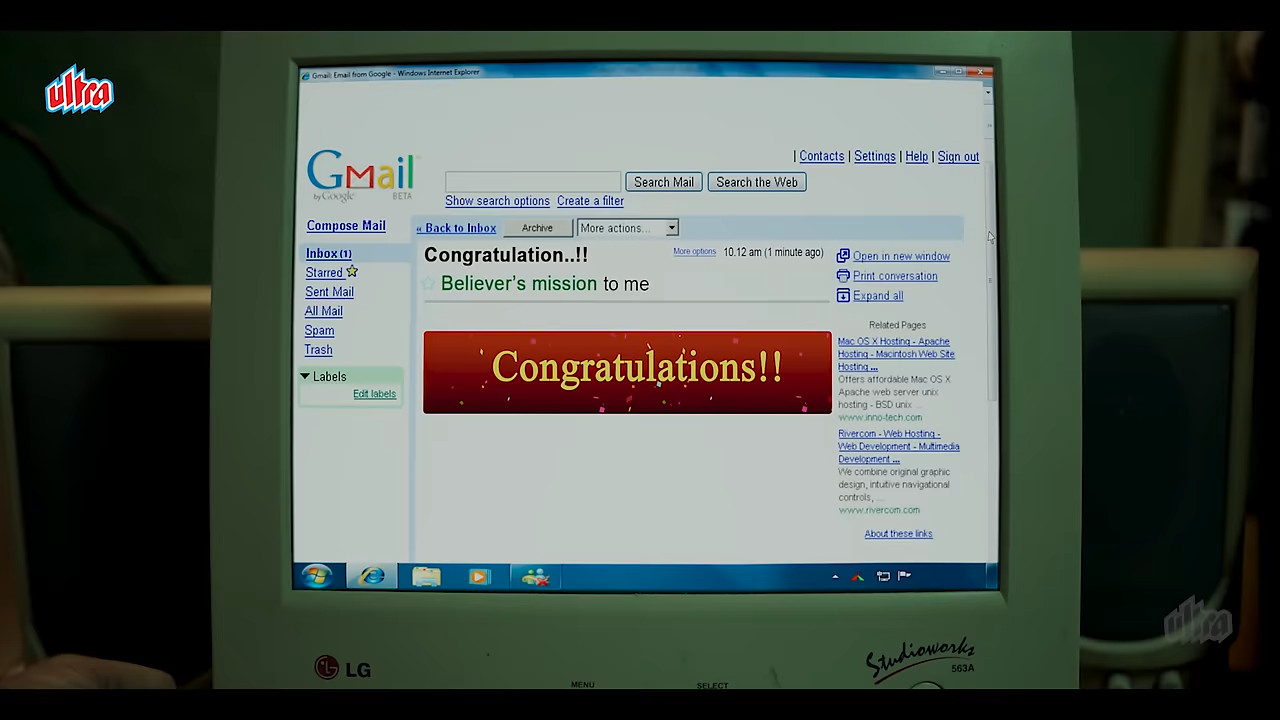 ultra
Gmail: Email from Google - Windows Internet Explorer
| Contacts | Settings | Help | Sign out
Gmail
by Google BETA
Search Mail
Search the Web
Show search options
Create a filter
Compose Mail
« Back to Inbox
Archive
More actions...
Inbox (1)
Starred
Sent Mail
All Mail
Spam
Trash
Labels
Edit labels
Congratulation..!!
More options
10.12 am (1 minute ago)
Believer's mission to me
Congratulations!!
Open in new window
Print conversation
Expand all
Related Pages
Mac OS X Hosting - Apache
Hosting - Macintosh Web Site
Hosting ...
Offers affordable Mac OS X
Apache web server unix
hosting - BSD unix ...
www.inno-tech.com
Rivercom - Web Hosting -
Web Development - Multimedia
Development ...
We combine original graphic
design, intuitive navigational
controls, ...
www.rivercom.com
About these links
ultra
LG
Studioworks
563A
MENU
SELECT